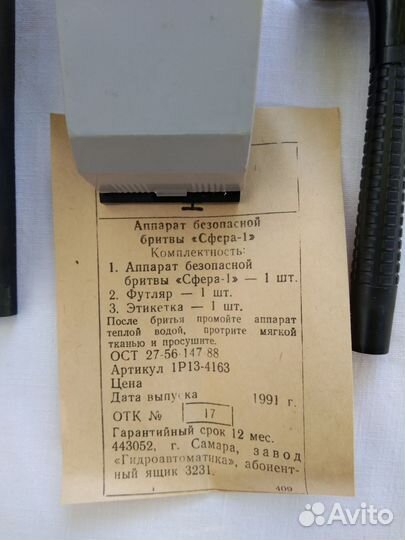 Аппарат безопасной
бритвы «Сфера-1»
Комплектность:
1. Аппарат безопасной
бритвы «Сфера-1» — 1 шт.
2. Футляр — 1 шт.
3. Этикетка — 1 шт.
После бритья промойте аппарат
теплой водой, протрите мягкой
тканью и просушите.
ОСТ 27-56-147-88
Артикул 1Р13-4163
Цена
Дата выпуска 1991 г.
ОТК № 17
Гарантийный срок 12 мес.
443052, г. Самара, завод
«Гидроавтоматика», абонент-
ный ящик 3231.
409
Avito